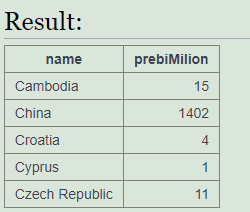 Result:
name prebiMilion
Cambodia 15
China 1402
Croatia 4
Cyprus 1
Czech Republic 11